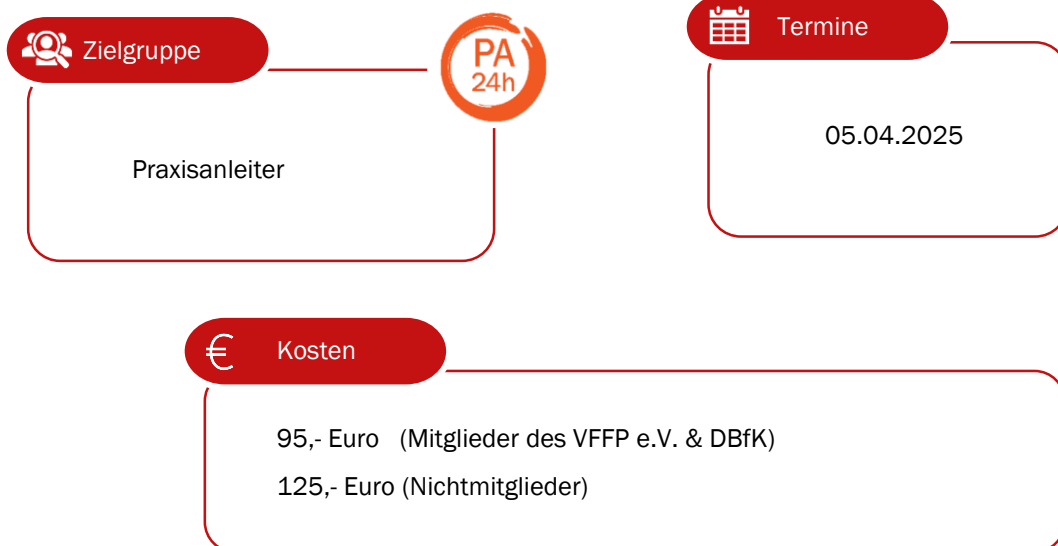 Zielgruppe
PA
24h
Praxisanleiter
Termine
05.04.2025
€ Kosten
95,- Euro (Mitglieder des VFFP e.V. & DBfK)
125,- Euro (Nichtmitglieder)